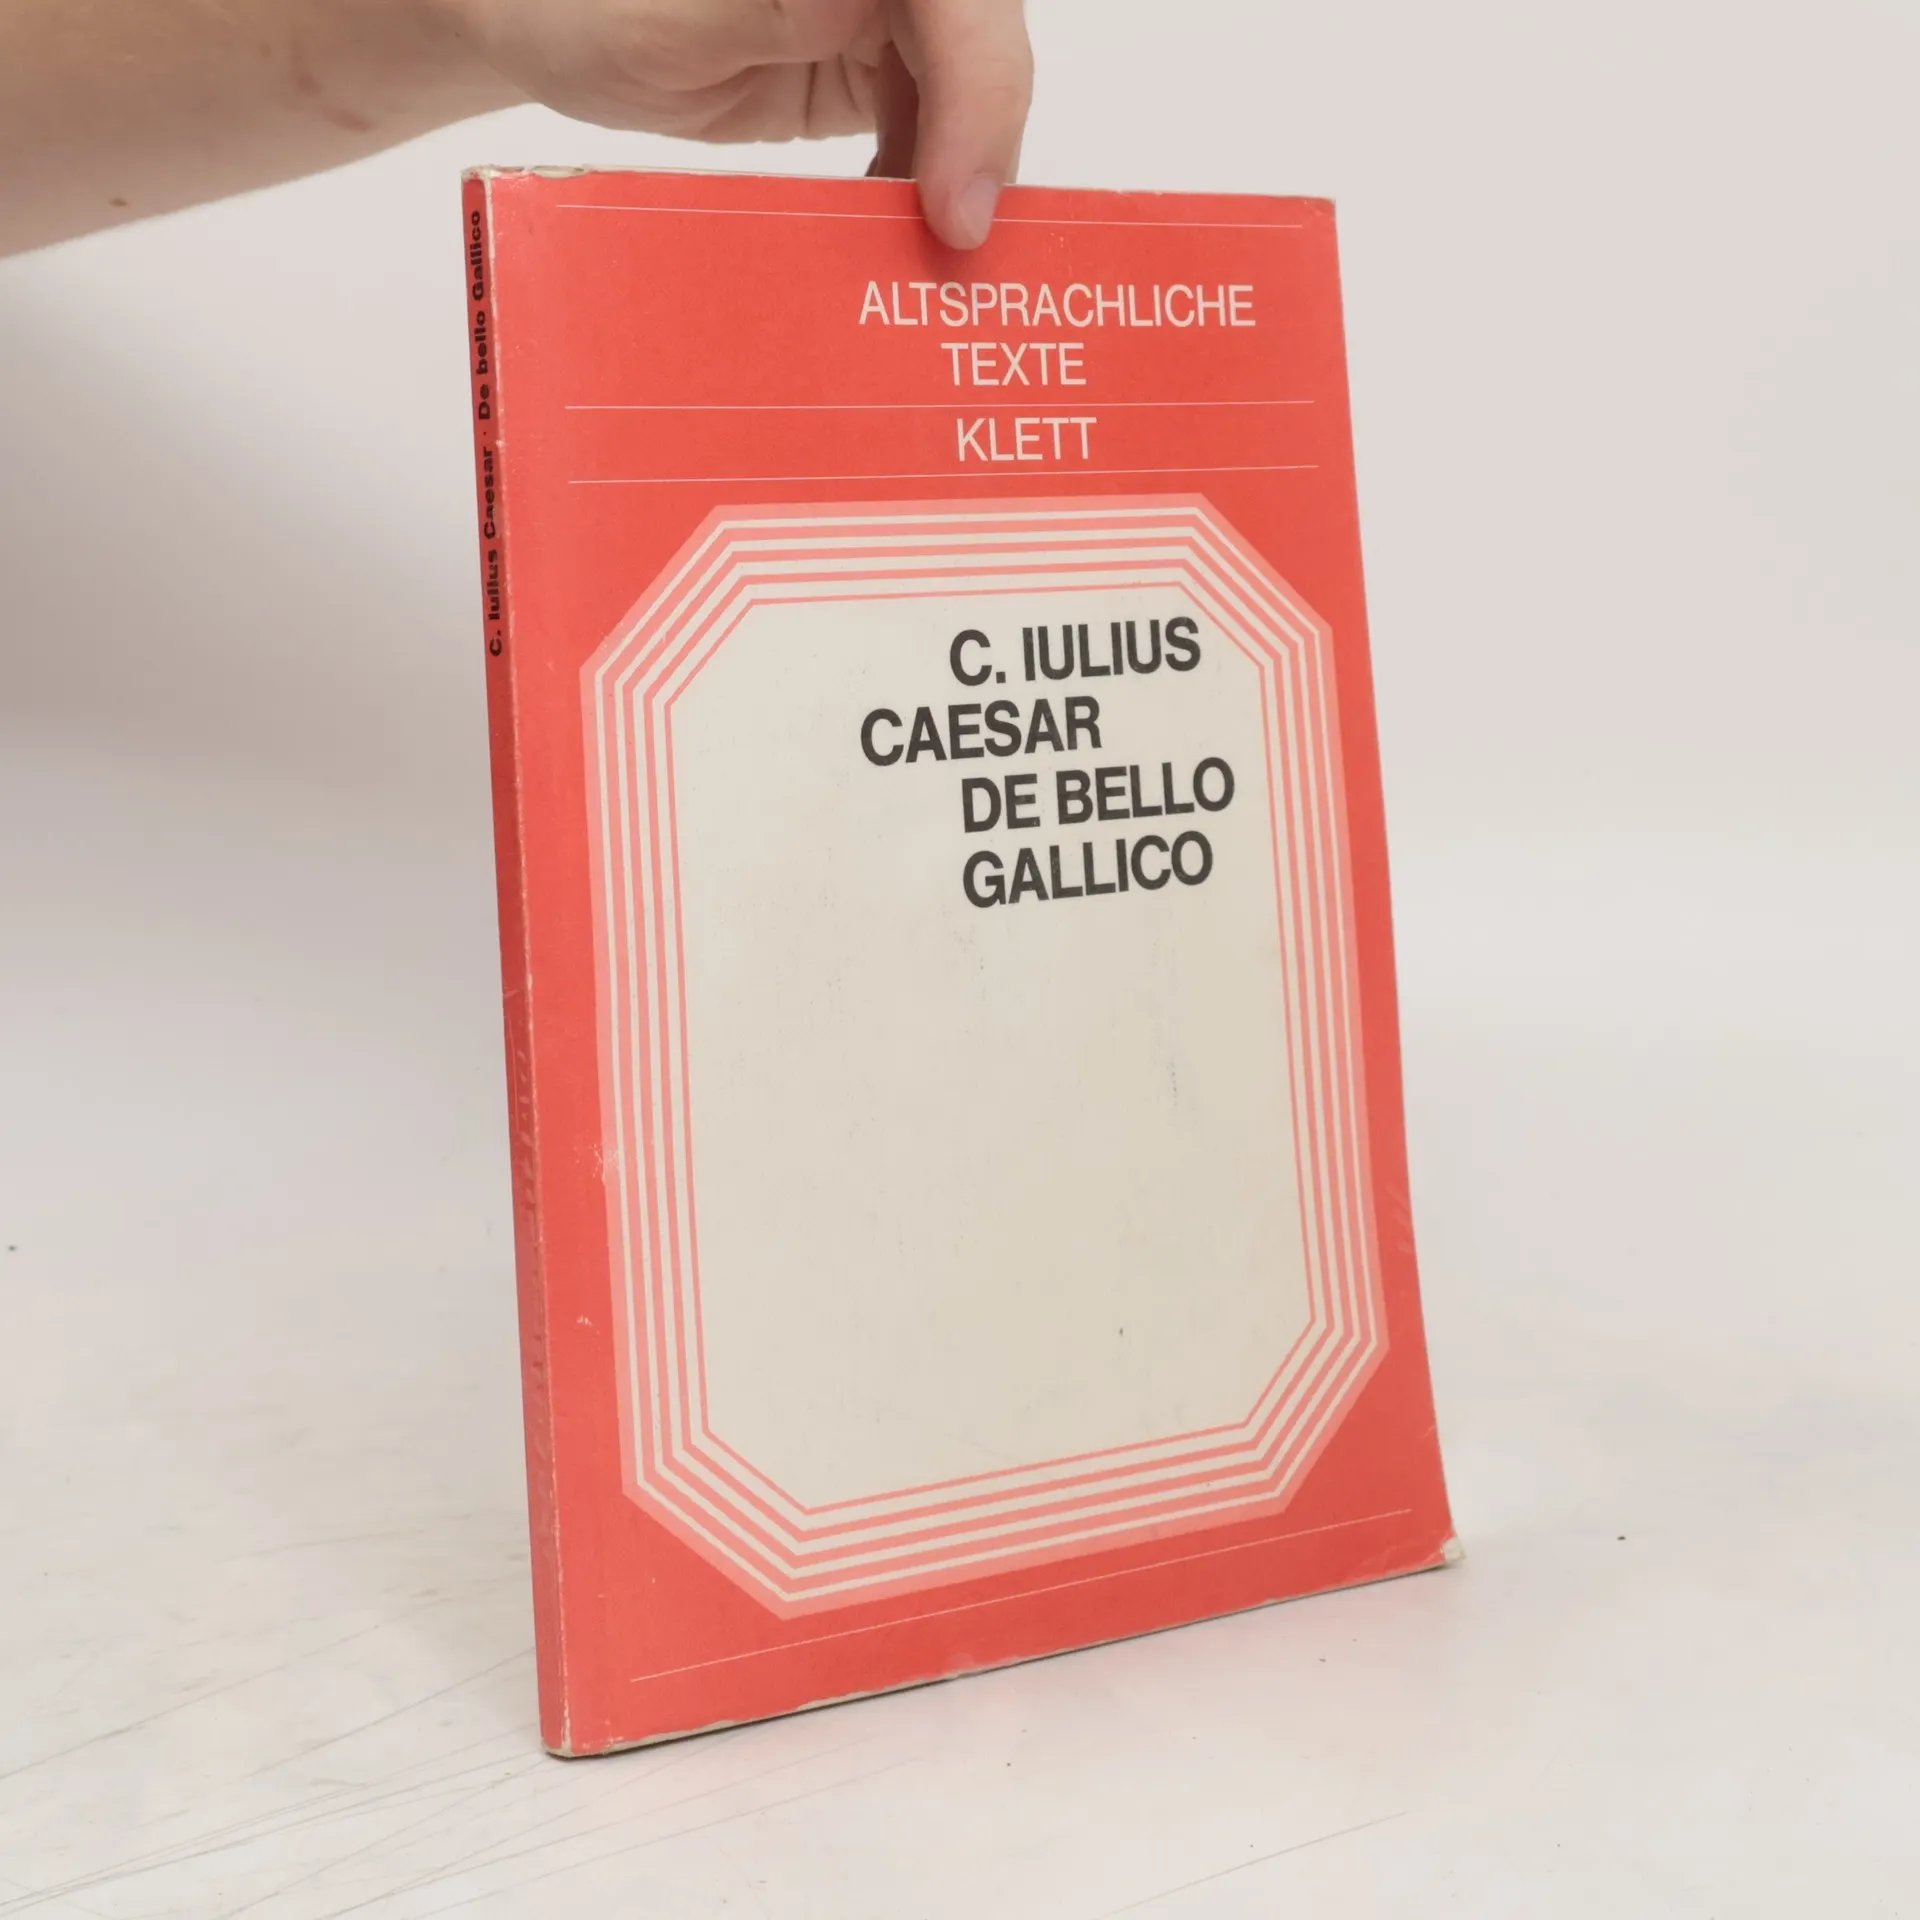 ALTSPRACHLICHE
TEXTE
KLETT
C. IULIUS
CAESAR
DE BELLO
GALLICO
C. Iulius Caesar · De bello Gallico